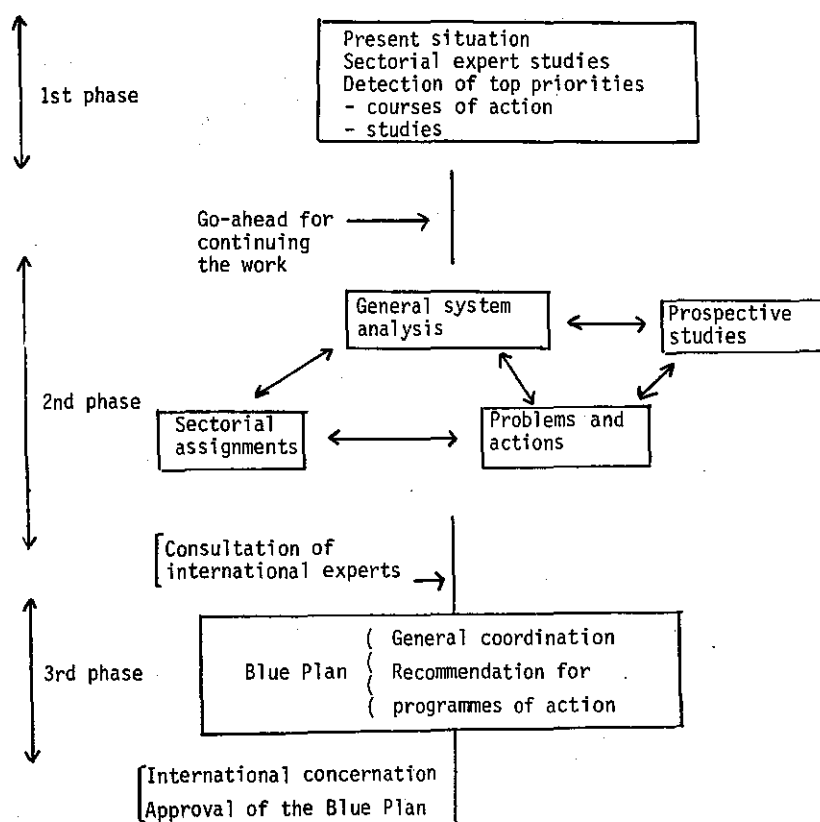 Present situation
Sectorial expert studies
Detection of top priorities
- courses of action
- studies
1st phase
Go-ahead for
continuing
the work
General system
analysis
Prospective
studies
2nd phase
Sectorial
assignments
Problems and
actions
Consultation of
international experts
3rd phase
Blue Plan
General coordination
Recommendation for
programmes of action
International concernation
Approval of the Blue Plan